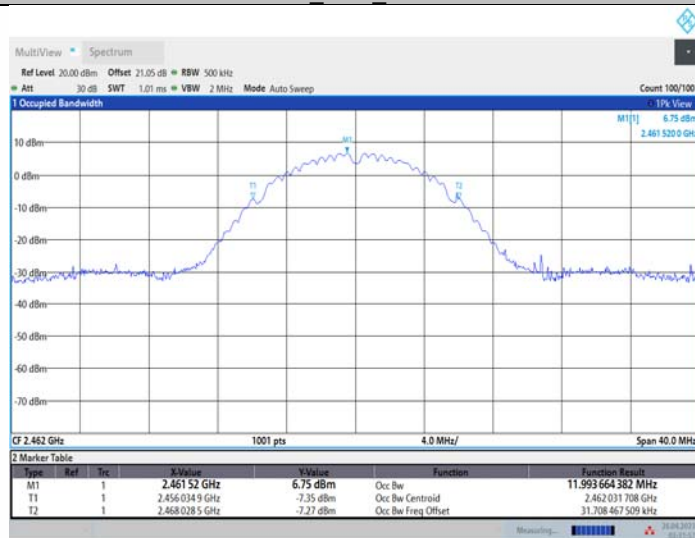 MultiView Spectrum
Ref Level 20.00 dBm Offset 21.05 dB RBW 500 kHz
Att 30 dB SWT 1.01 ms VBW 2 MHz Mode Auto Sweep Count 100/100
1 Occupied Bandwidth 1Pk View
M1[1] 6.75 dBm
2.461 520 0 GHz
M1
10 dBm
0 dBm
T1 T2
-10 dBm
-20 dBm
-30 dBm
-40 dBm
-50 dBm
-60 dBm
-70 dBm
CF 2.462 GHz 1001 pts 4.0 MHz/ Span 40.0 MHz
2 Marker Table
Type Ref Trc X-Value Y-Value Function Function Result
M1 1 2.461 52 GHz 6.75 dBm Occ Bw 11.993 664 382 MHz
T1 1 2.456 034 9 GHz -7.35 dBm Occ Bw Centroid 2.462 031 708 GHz
T2 1 2.468 028 5 GHz -7.27 dBm Occ Bw Freq Offset 31.708 467 509 kHz
Measuring...